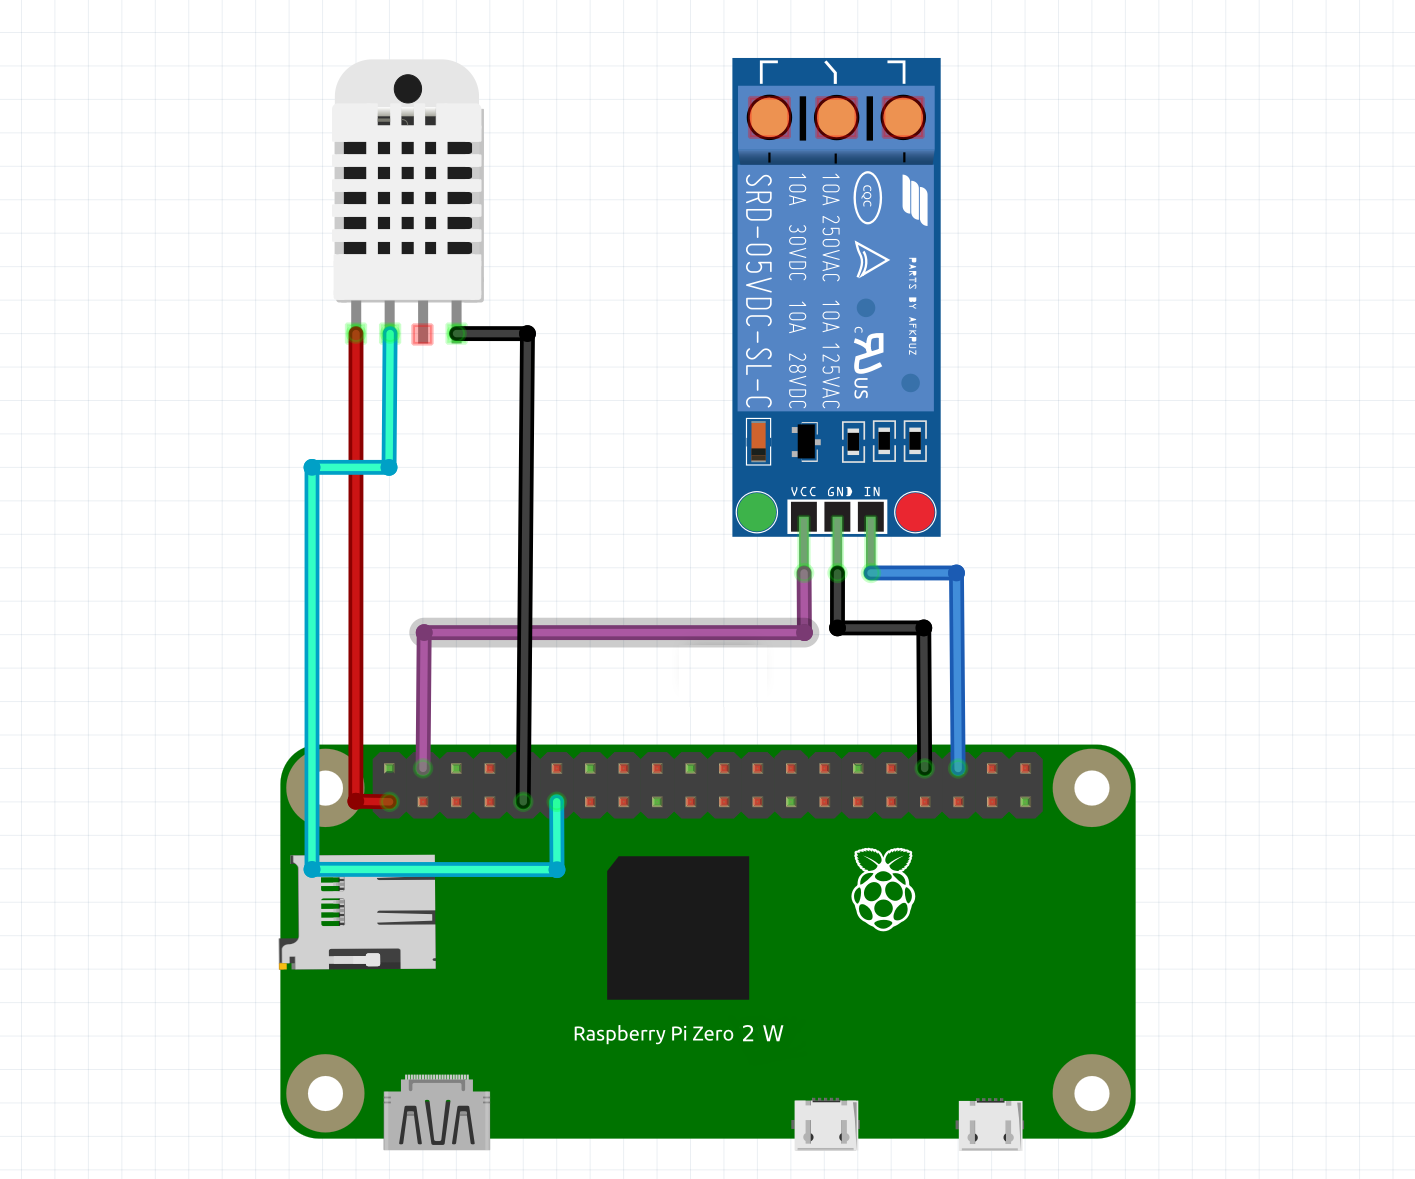 SRD-05VDC-SL-C
10A 30VDC 10A 28VDC
10A 250VAC 10A 125VAC
CQC
c
US
PARTS BY AFKPUZ
VCC GND IN
Raspberry Pi Zero 2 W